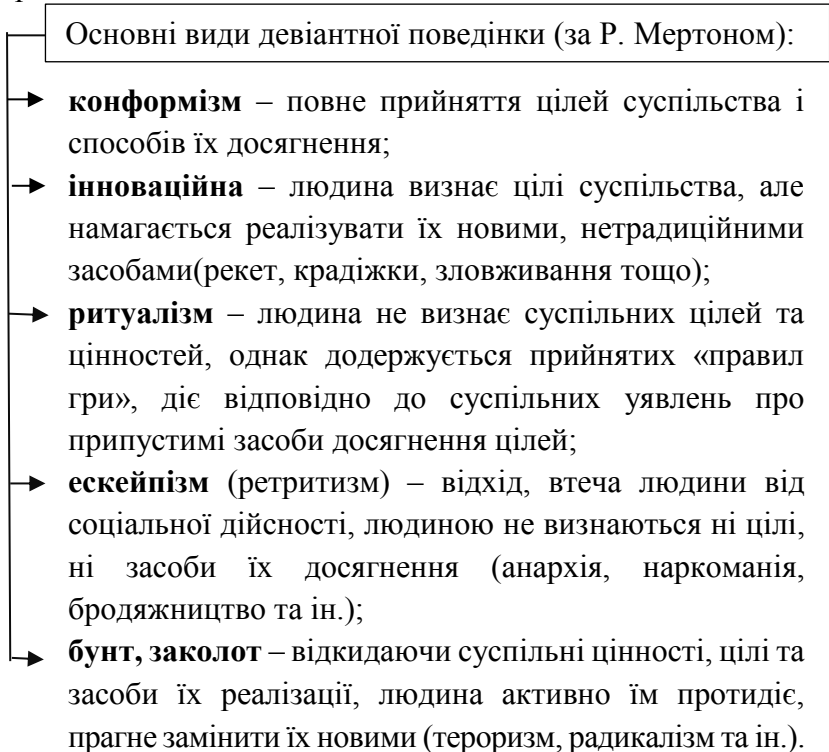 Основні види девіантної поведінки (за Р. Мертоном):
конформізм – повне прийняття цілей суспільства і
способів їх досягнення;
інноваційна – людина визнає цілі суспільства, але
намагається реалізувати їх новими, нетрадиційними
засобами(рекет, крадіжки, зловживання тощо);
ритуалізм – людина не визнає суспільних цілей та
цінностей, однак додержується прийнятих «правил
гри», діє відповідно до суспільних уявлень про
припустимі засоби досягнення цілей;
ескейпізм (ретритизм) – відхід, втеча людини від
соціальної дійсності, людиною не визнаються ні цілі,
ні засоби їх досягнення (анархія, наркоманія,
бродяжництво та ін.);
бунт, заколот – відкидаючи суспільні цінності, цілі та
засоби їх реалізації, людина активно їм протидіє,
прагне замінити їх новими (тероризм, радикалізм та ін.).